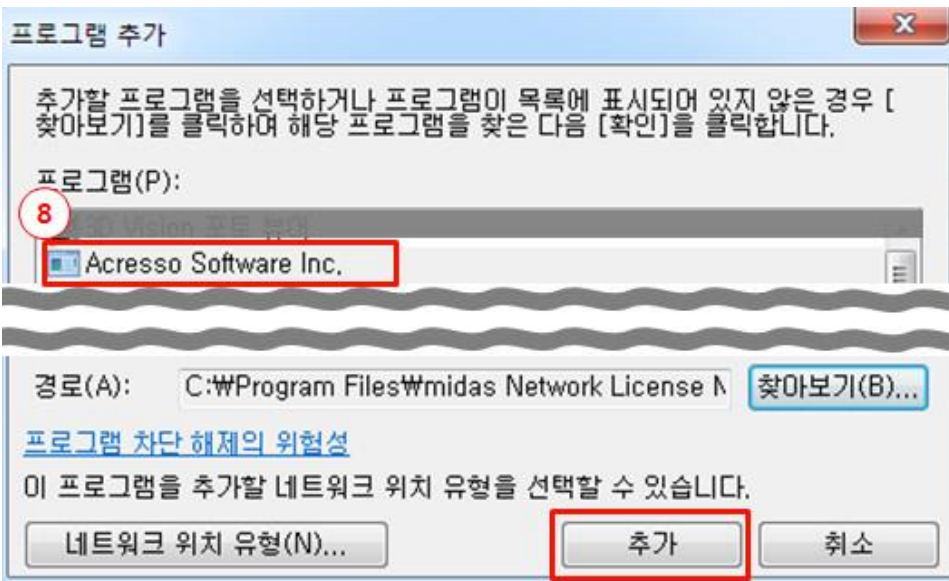 프로그램 추가
추가할 프로그램을 선택하거나 프로그램이 목록에 표시되어 있지 않은 경우 [
찾아보기]를 클릭하여 해당 프로그램을 찾은 다음 [확인]을 클릭합니다.
프로그램(P):
8
3D Vision 포토 뷰어
Acresso Software Inc.
경로(A): C:₩Program Files₩midas Network License 찾아보기(B)...
프로그램 차단 해제의 위험성
이 프로그램을 추가할 네트워크 위치 유형을 선택할 수 있습니다.
네트워크 위치 유형(N)... 추가 취소